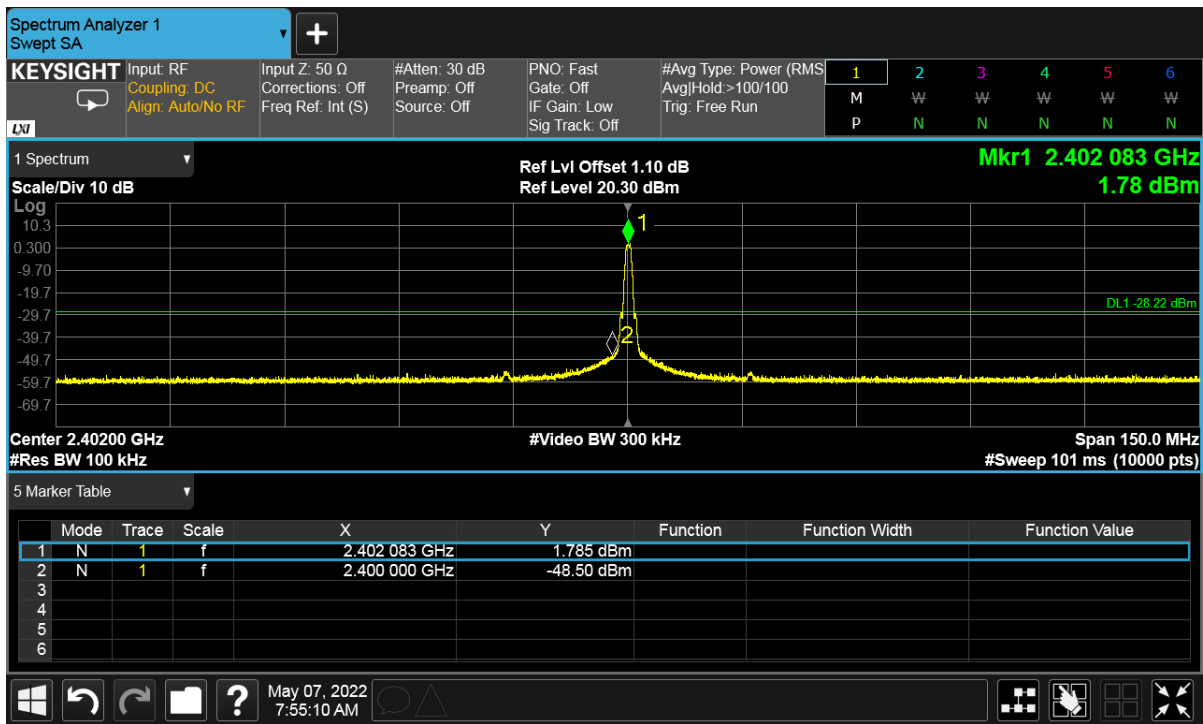 Spectrum Analyzer 1
Swept SA
KEYSIGHT
LXI
Input: RF
Coupling: DC
Align: Auto/No RF
Input Z: 50 Ω
Corrections: Off
Freq Ref: Int (S)
#Atten: 30 dB
Preamp: Off
Source: Off
PNO: Fast
Gate: Off
IF Gain: Low
Sig Track: Off
#Avg Type: Power (RMS
Avg|Hold:>100/100
Trig: Free Run
1 2 3 4 5 6
M W W W W W
P N N N N N
1 Spectrum
Scale/Div 10 dB
Ref Lvl Offset 1.10 dB
Ref Level 20.30 dBm
Mkr1 2.402 083 GHz
1.78 dBm
Log
10.3
0.300
-9.70
-19.7
-29.7
-39.7
-49.7
-59.7
-69.7
1
2
DL1 -28.22 dBm
Center 2.40200 GHz
#Video BW 300 kHz
Span 150.0 MHz
#Res BW 100 kHz
#Sweep 101 ms (10000 pts)
5 Marker Table
Mode Trace Scale X Y Function Function Width Function Value
1 N 1 f 2.402 083 GHz 1.785 dBm
2 N 1 f 2.400 000 GHz -48.50 dBm
3
4
5
6
?
May 07, 2022
7:55:10 AM